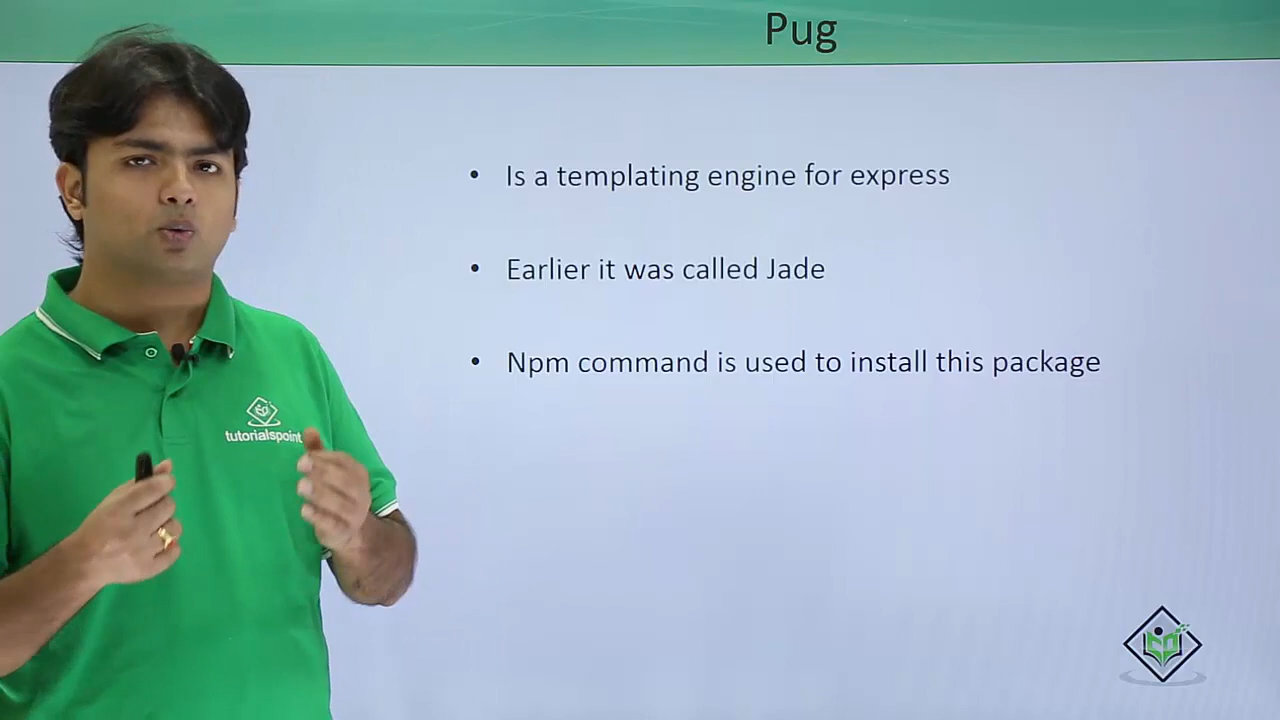 Pug
• Is a templating engine for express
• Earlier it was called Jade
• Npm command is used to install this package
tutorialspoint